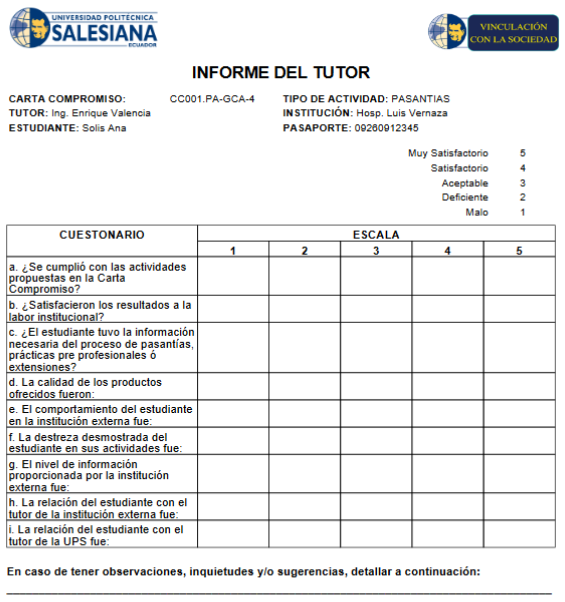 UNIVERSIDAD POLITÉCNICA
SALESIANA
ECUADOR
VINCULACIÓN
CON LA SOCIEDAD
INFORME DEL TUTOR
CARTA COMPROMISO: CC001.PA-GCA-4 TIPO DE ACTIVIDAD: PASANTIAS
TUTOR: Ing. Enrique Valencia INSTITUCIÓN: Hosp. Luis Vernaza
ESTUDIANTE: Solis Ana PASAPORTE: 09260912345
Muy Satisfactorio 5
Satisfactorio 4
Aceptable 3
Deficiente 2
Malo 1
CUESTONARIO ESCALA
1 2 3 4 5
a. ¿Se cumplió con las actividades
propuestas en la Carta
Compromiso?
b. ¿Satisfacieron los resultados a la
labor institucional?
c. ¿El estudiante tuvo la información
necesaria del proceso de pasantías,
prácticas pre profesionales ó
extensiones?
d. La calidad de los productos
ofrecidos fueron:
e. El comportamiento del estudiante
en la institución externa fue:
f. La destreza desmostrada del
estudiante en sus actividades fue:
g. El nivel de información
proporcionada por la institución
externa fue:
h. La relación del estudiante con el
tutor de la institución externa fue:
i. La relación del estudiante con el
tutor de la UPS fue:
En caso de tener observaciones, inquietudes y/o sugerencias, detallar a continuación: